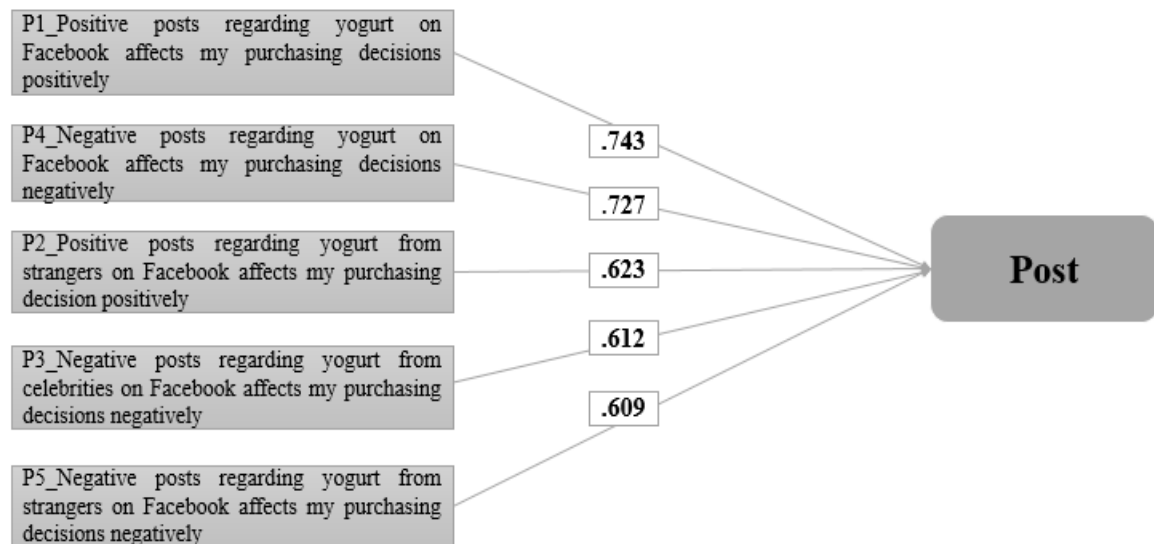 P1_Positive posts regarding yogurt on
Facebook affects my purchasing decisions
positively
.743
P4_Negative posts regarding yogurt on
Facebook affects my purchasing decisions
negatively
.727
P2_Positive posts regarding yogurt from
strangers on Facebook affects my purchasing
decision positively
.623
Post
P3_Negative posts regarding yogurt from
celebrities on Facebook affects my purchasing
decisions negatively
.612
.609
P5_Negative posts regarding yogurt from
strangers on Facebook affects my purchasing
decisions negatively